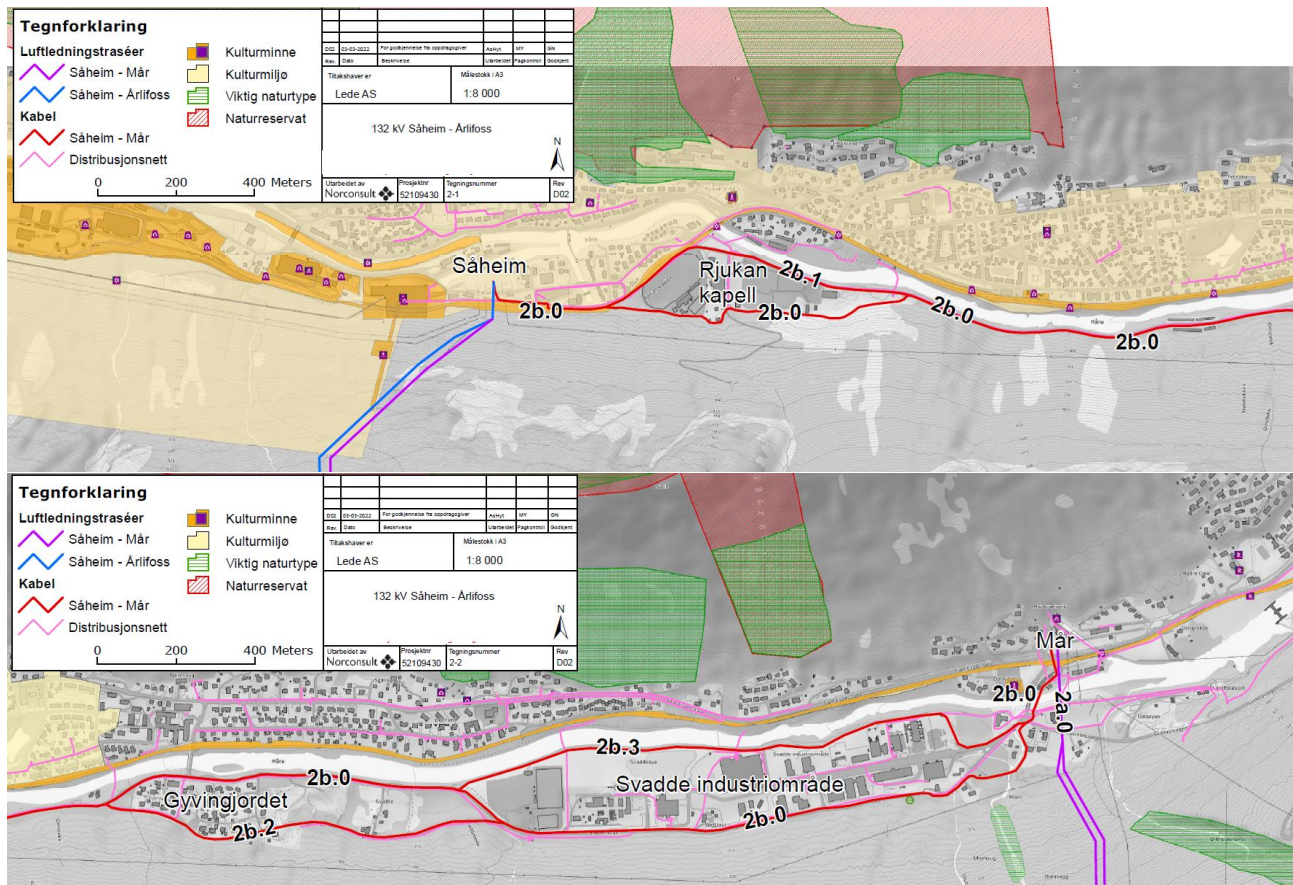 Tegnforklaring
Luftledningstraséer
Såheim - Mår
Såheim - Årlifoss
Kabel
Såheim - Mår
Distribusjonsnett
Kulturminne
Kulturmiljø
Viktig naturtype
Naturreservat
0 200 400 Meters
D02 03-03-2022 For godkjennelse fra oppdragsgiver AsHyt MY GN
Rev. Dato Beskrivelse Utarbeidet Fagkontroll Godkjent
Tiltakshaver er
Lede AS
Målestokk i A3
1:8 000
132 kV Såheim - Årlifoss
N
Utarbeidet av
Norconsult
Prosjektnr
52109430
Tegningsnummer
2-1
Rev
D02
Såheim
2b.0
Rjukan
kapell
2b.1
2b.0
2b.0
Måna
2b.0
Tegnforklaring
Luftledningstraséer
Såheim - Mår
Såheim - Årlifoss
Kabel
Såheim - Mår
Distribusjonsnett
Kulturminne
Kulturmiljø
Viktig naturtype
Naturreservat
0 200 400 Meters
D02 03-03-2022 For godkjennelse fra oppdragsgiver AsHyt MY GN
Rev. Dato Beskrivelse Utarbeidet Fagkontroll Godkjent
Tiltakshaver er
Lede AS
Målestokk i A3
1:8 000
132 kV Såheim - Årlifoss
N
Utarbeidet av
Norconsult
Prosjektnr
52109430
Tegningsnummer
2-2
Rev
D02
Mår
2b.0
2a.0
2b.3
Svadde industriområde
Måna
2b.0
Svadde industriområde
Gyvingjordet
2b.2
2b.0